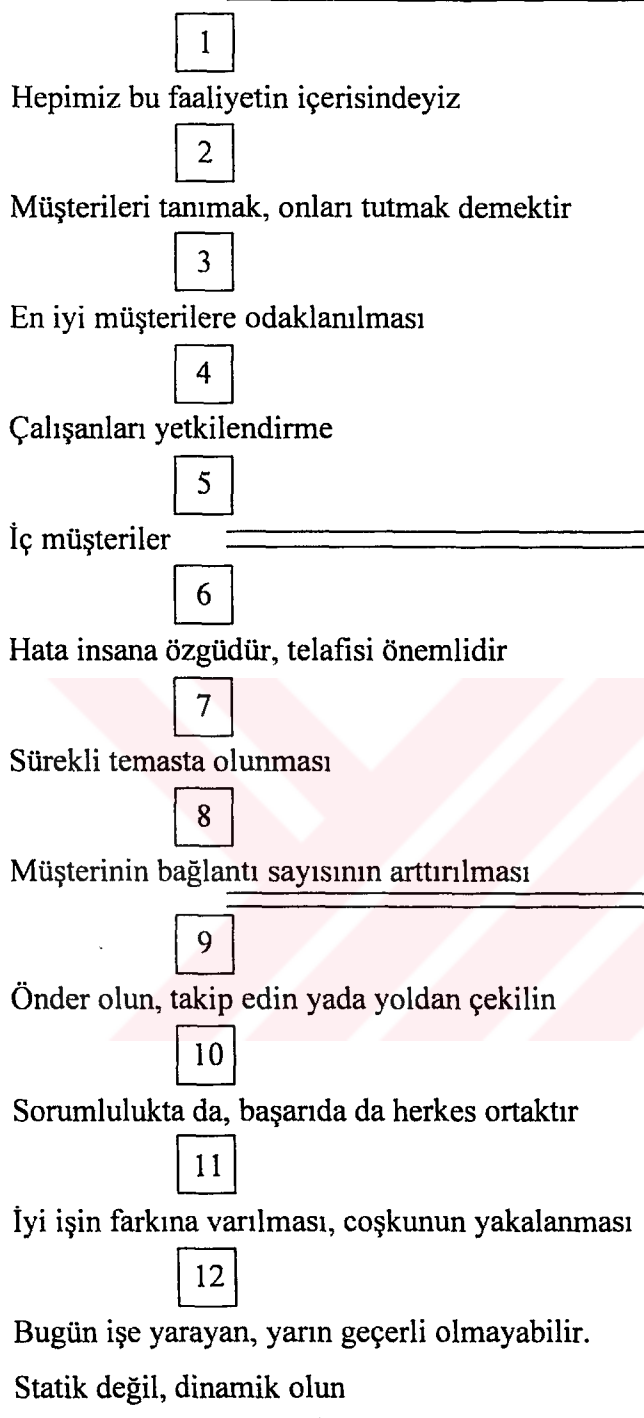 1
Hepimiz bu faaliyetin içerisindeyiz
2
Müşterileri tanımak, onları tutmak demektir
3
En iyi müşterilere odaklanılması
4
Çalışanları yetkilendirme
5
İç müşteriler
6
Hata insana özgüdür, telafisi önemlidir
7
Sürekli temasta olunması
8
Müşterinin bağlantı sayısının arttırılması
9
Önder olun, takip edin yada yoldan çekilin
10
Sorumlulukta da, başarıda da herkes ortaktır
11
İyi işin farkına varılması, coşkunun yakalanması
12
Bugün işe yarayan, yarın geçerli olmayabilir.
Statik değil, dinamik olun